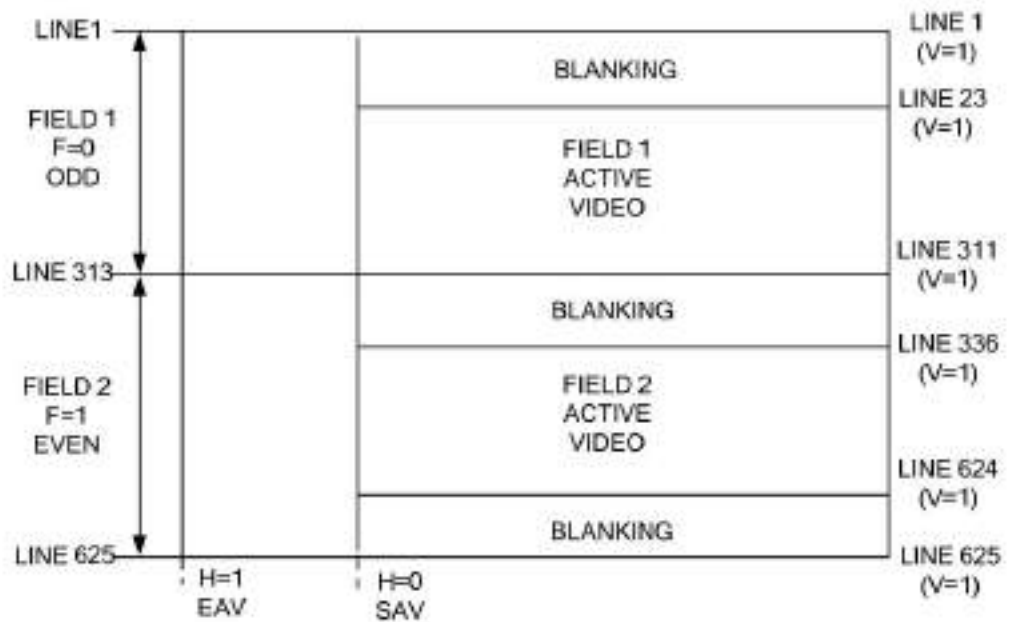 LINE1
LINE 1
(V=1)
BLANKING
LINE 23
(V=1)
FIELD 1
F=0
ODD
FIELD 1
ACTIVE
VIDEO
LINE 311
(V=1)
LINE 313
BLANKING
LINE 336
(V=1)
FIELD 2
F=1
EVEN
FIELD 2
ACTIVE
VIDEO
LINE 624
(V=1)
BLANKING
LINE 625
LINE 625
(V=1)
H=1
EAV
H=0
SAV